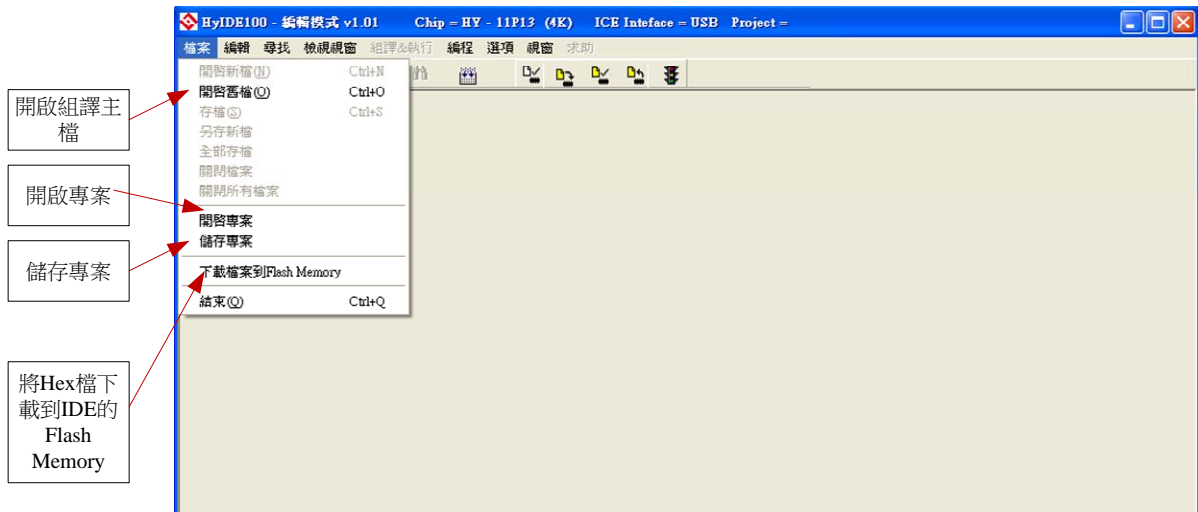 HyIDE100 - 編輯模式 v1.01 Chip = HY - 11P13 (4K) ICE Inteface = USB Project =
檔案 編輯 尋找 檢視視窗 組譯&執行 編程 選項 視窗 求助
開啓新檔(N) Ctrl+N
開啓舊檔(O) Ctrl+O
存檔(S) Ctrl+S
另存新檔
全部存檔
關閉檔案
關閉所有檔案
開啓專案
儲存專案
下載檔案到Flash Memory
結束(Q) Ctrl+Q
開啟組譯主
檔
開啟專案
儲存專案
將Hex檔下
載到IDE的
Flash
Memory